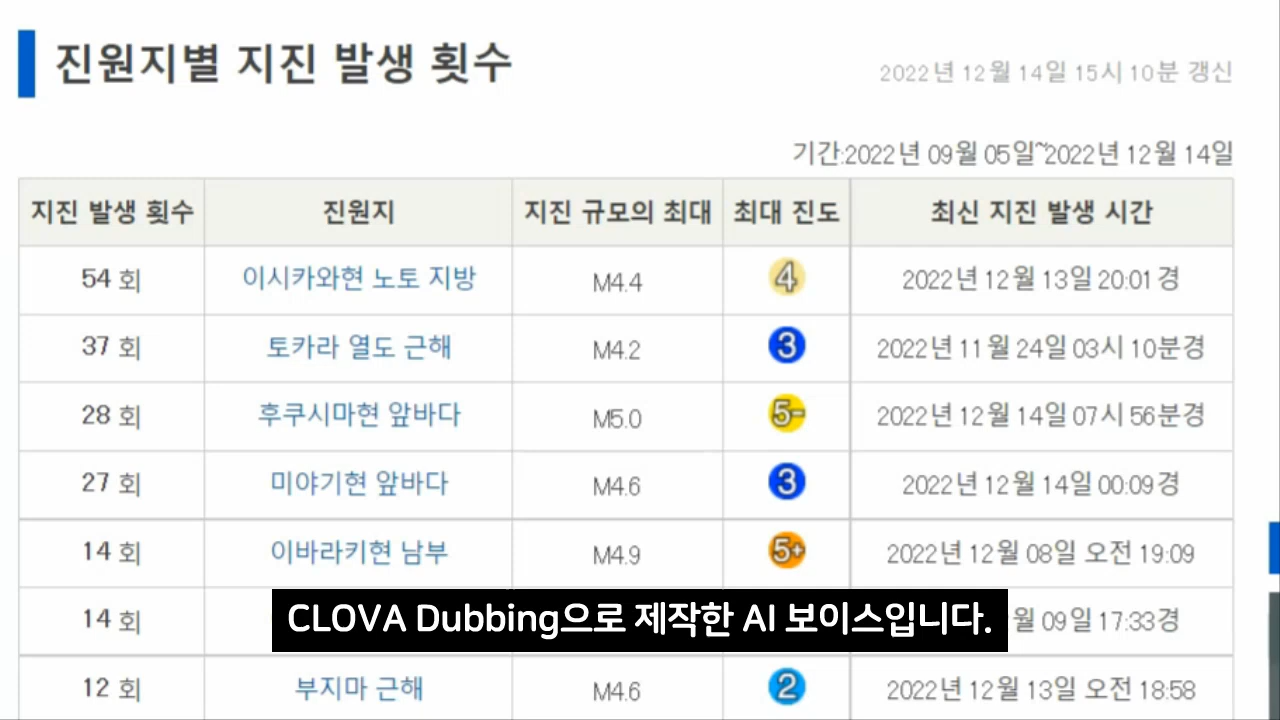 진원지별 지진 발생 횟수
2022년 12월 14일 15시 10분 갱신
기간:2022년 09월 05일~2022년 12월 14일
지진 발생 횟수 진원지 지진 규모의 최대 최대 진도 최신 지진 발생 시간
54 회 이시카와현 노토 지방 M4.4 4 2022년 12월 13일 20:01 경
37 회 토카라 열도 근해 M4.2 3 2022년 11월 24일 03시 10분경
28 회 후쿠시마현 앞바다 M5.0 5- 2022년 12월 14일 07시 56분경
27 회 미야기현 앞바다 M4.6 3 2022년 12월 14일 00:09 경
14 회 이바라키현 남부 M4.9 5+ 2022년 12월 08일 오전 19:09
14 회 월 09일 17:33경
CLOVA Dubbing으로 제작한 AI 보이스입니다.
12 회 부지마 근해 M4.6 2 2022년 12월 13일 오전 18:58